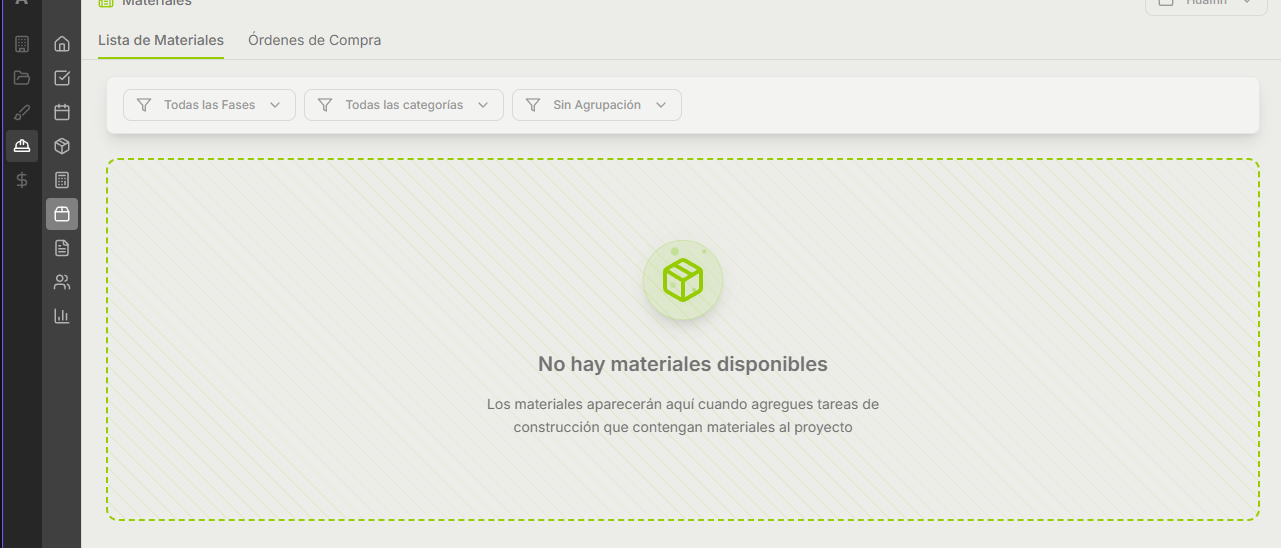 Materiales
Huaihil
Lista de Materiales
Órdenes de Compra
Todas las Fases
Todas las categorías
Sin Agrupación
No hay materiales disponibles
Los materiales aparecerán aquí cuando agregues tareas de
construcción que contengan materiales al proyecto